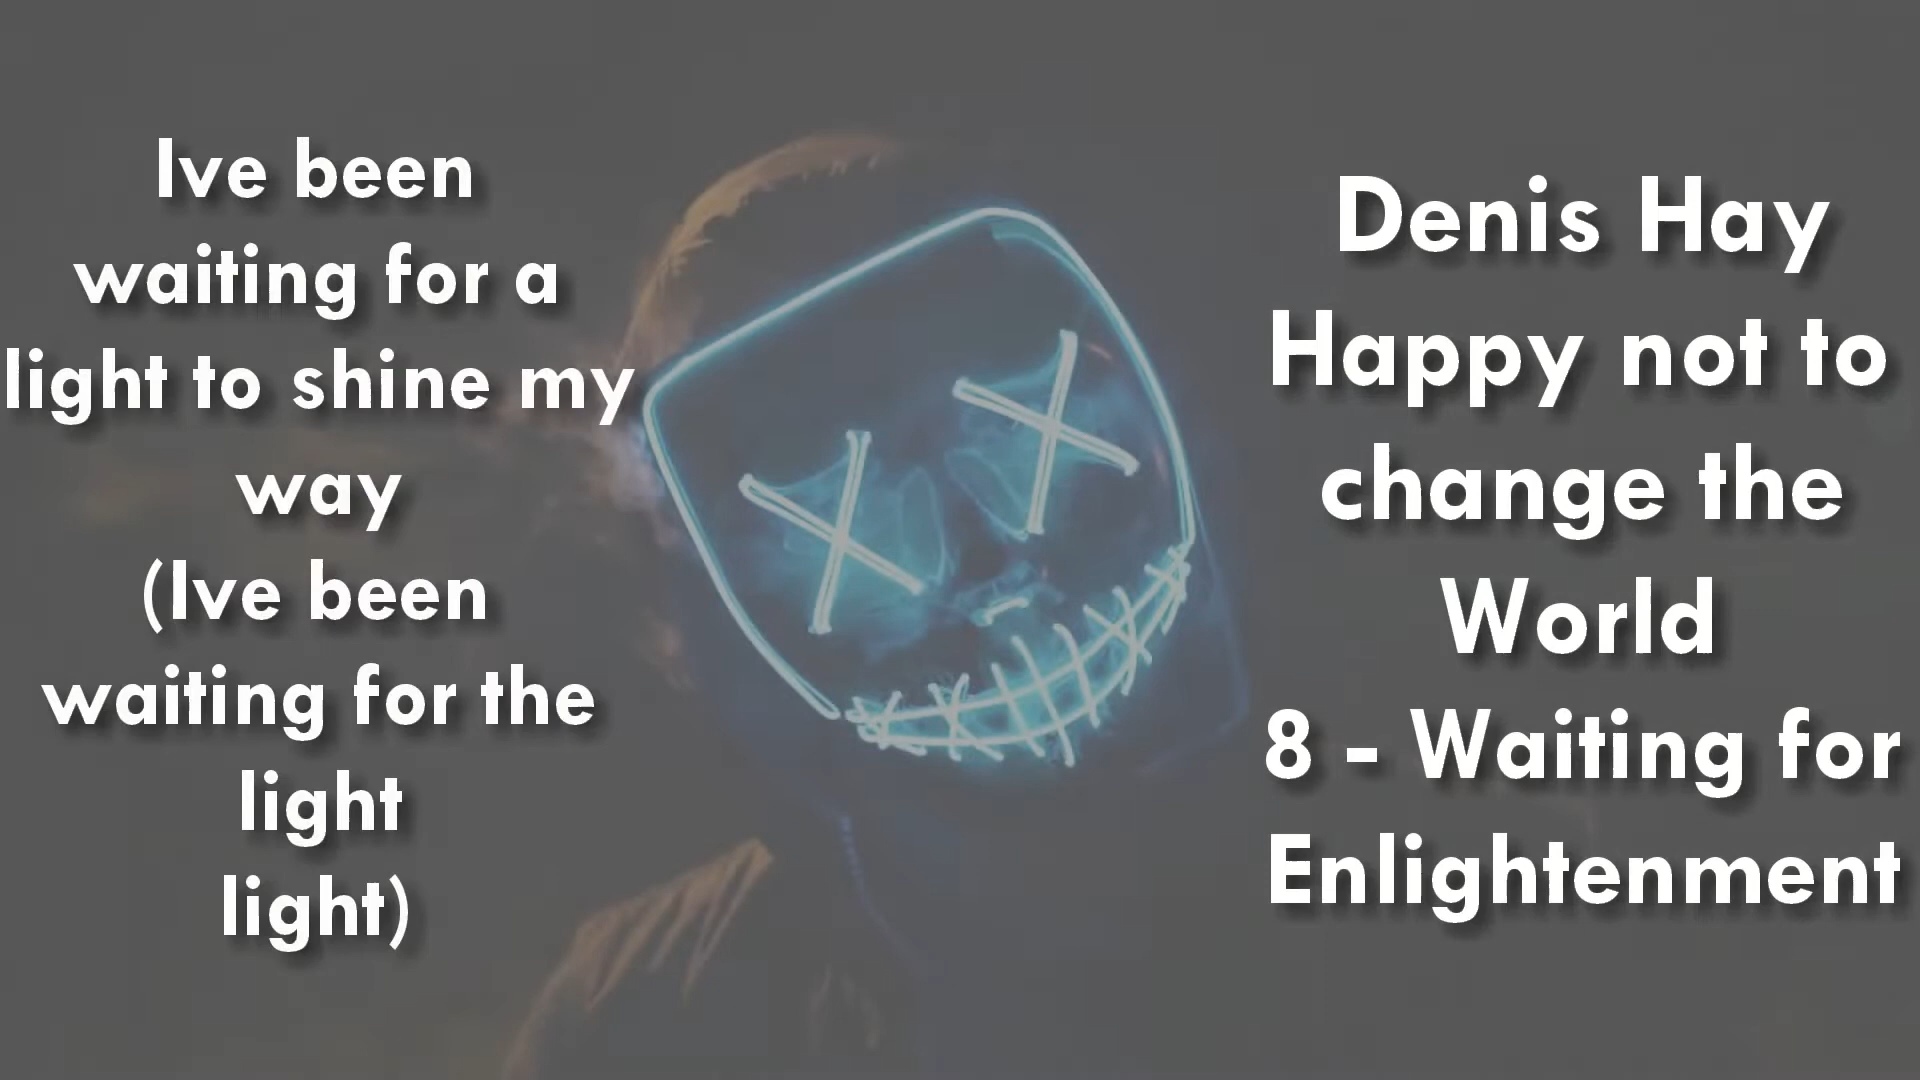 Ive been
waiting for a
light to shine my
way
(Ive been
waiting for the
light
light)
Denis Hay
Happy not to
change the
World
8 - Waiting for
Enlightenment